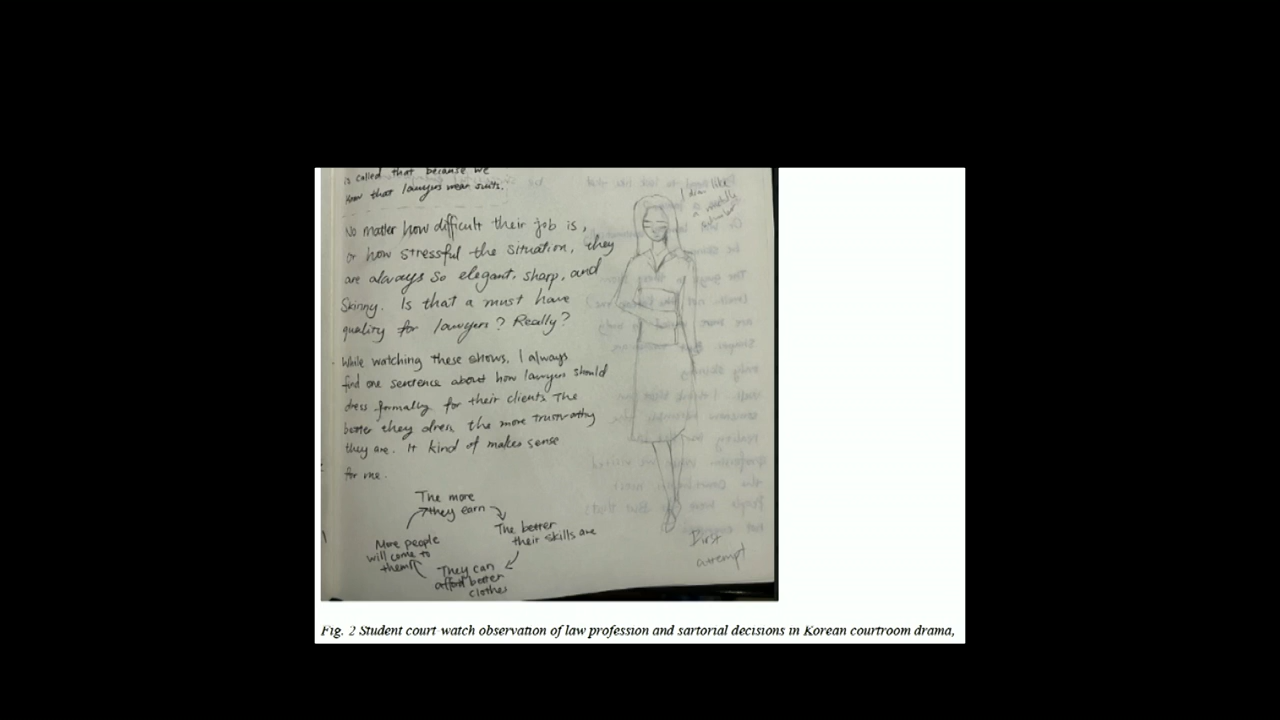 is called that because we
know that lawyers wear suits.
No matter how difficult their job is,
or how stressful the situation, they
are always so elegant, sharp, and
skinny. Is that a must have
quality for lawyers? Really?
While watching these shows, I always
find one sentence about how lawyers should
dress formally for their clients. The
better they dress, the more trustworthy
they are. It kind of makes sense
for me.
The more
they earn
The better
their skills are
They can
afford better
clothes
More people
will come to
them
I draw like
a
First
attempt
Fig. 2 Student court watch observation of law profession and sartorial decisions in Korean courtroom drama,